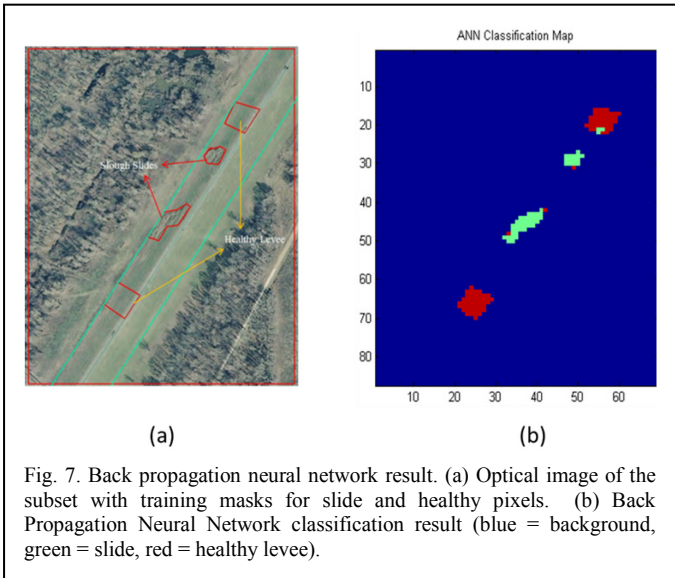 ANN Classification Map
Slough Slides
Healthy Levee
10
20
30
40
50
60
70
80
10 20 30 40 50 60
(a) (b)
Fig. 7. Back propagation neural network result. (a) Optical image of the
subset with training masks for slide and healthy pixels. (b) Back
Propagation Neural Network classification result (blue = background,
green = slide, red = healthy levee).